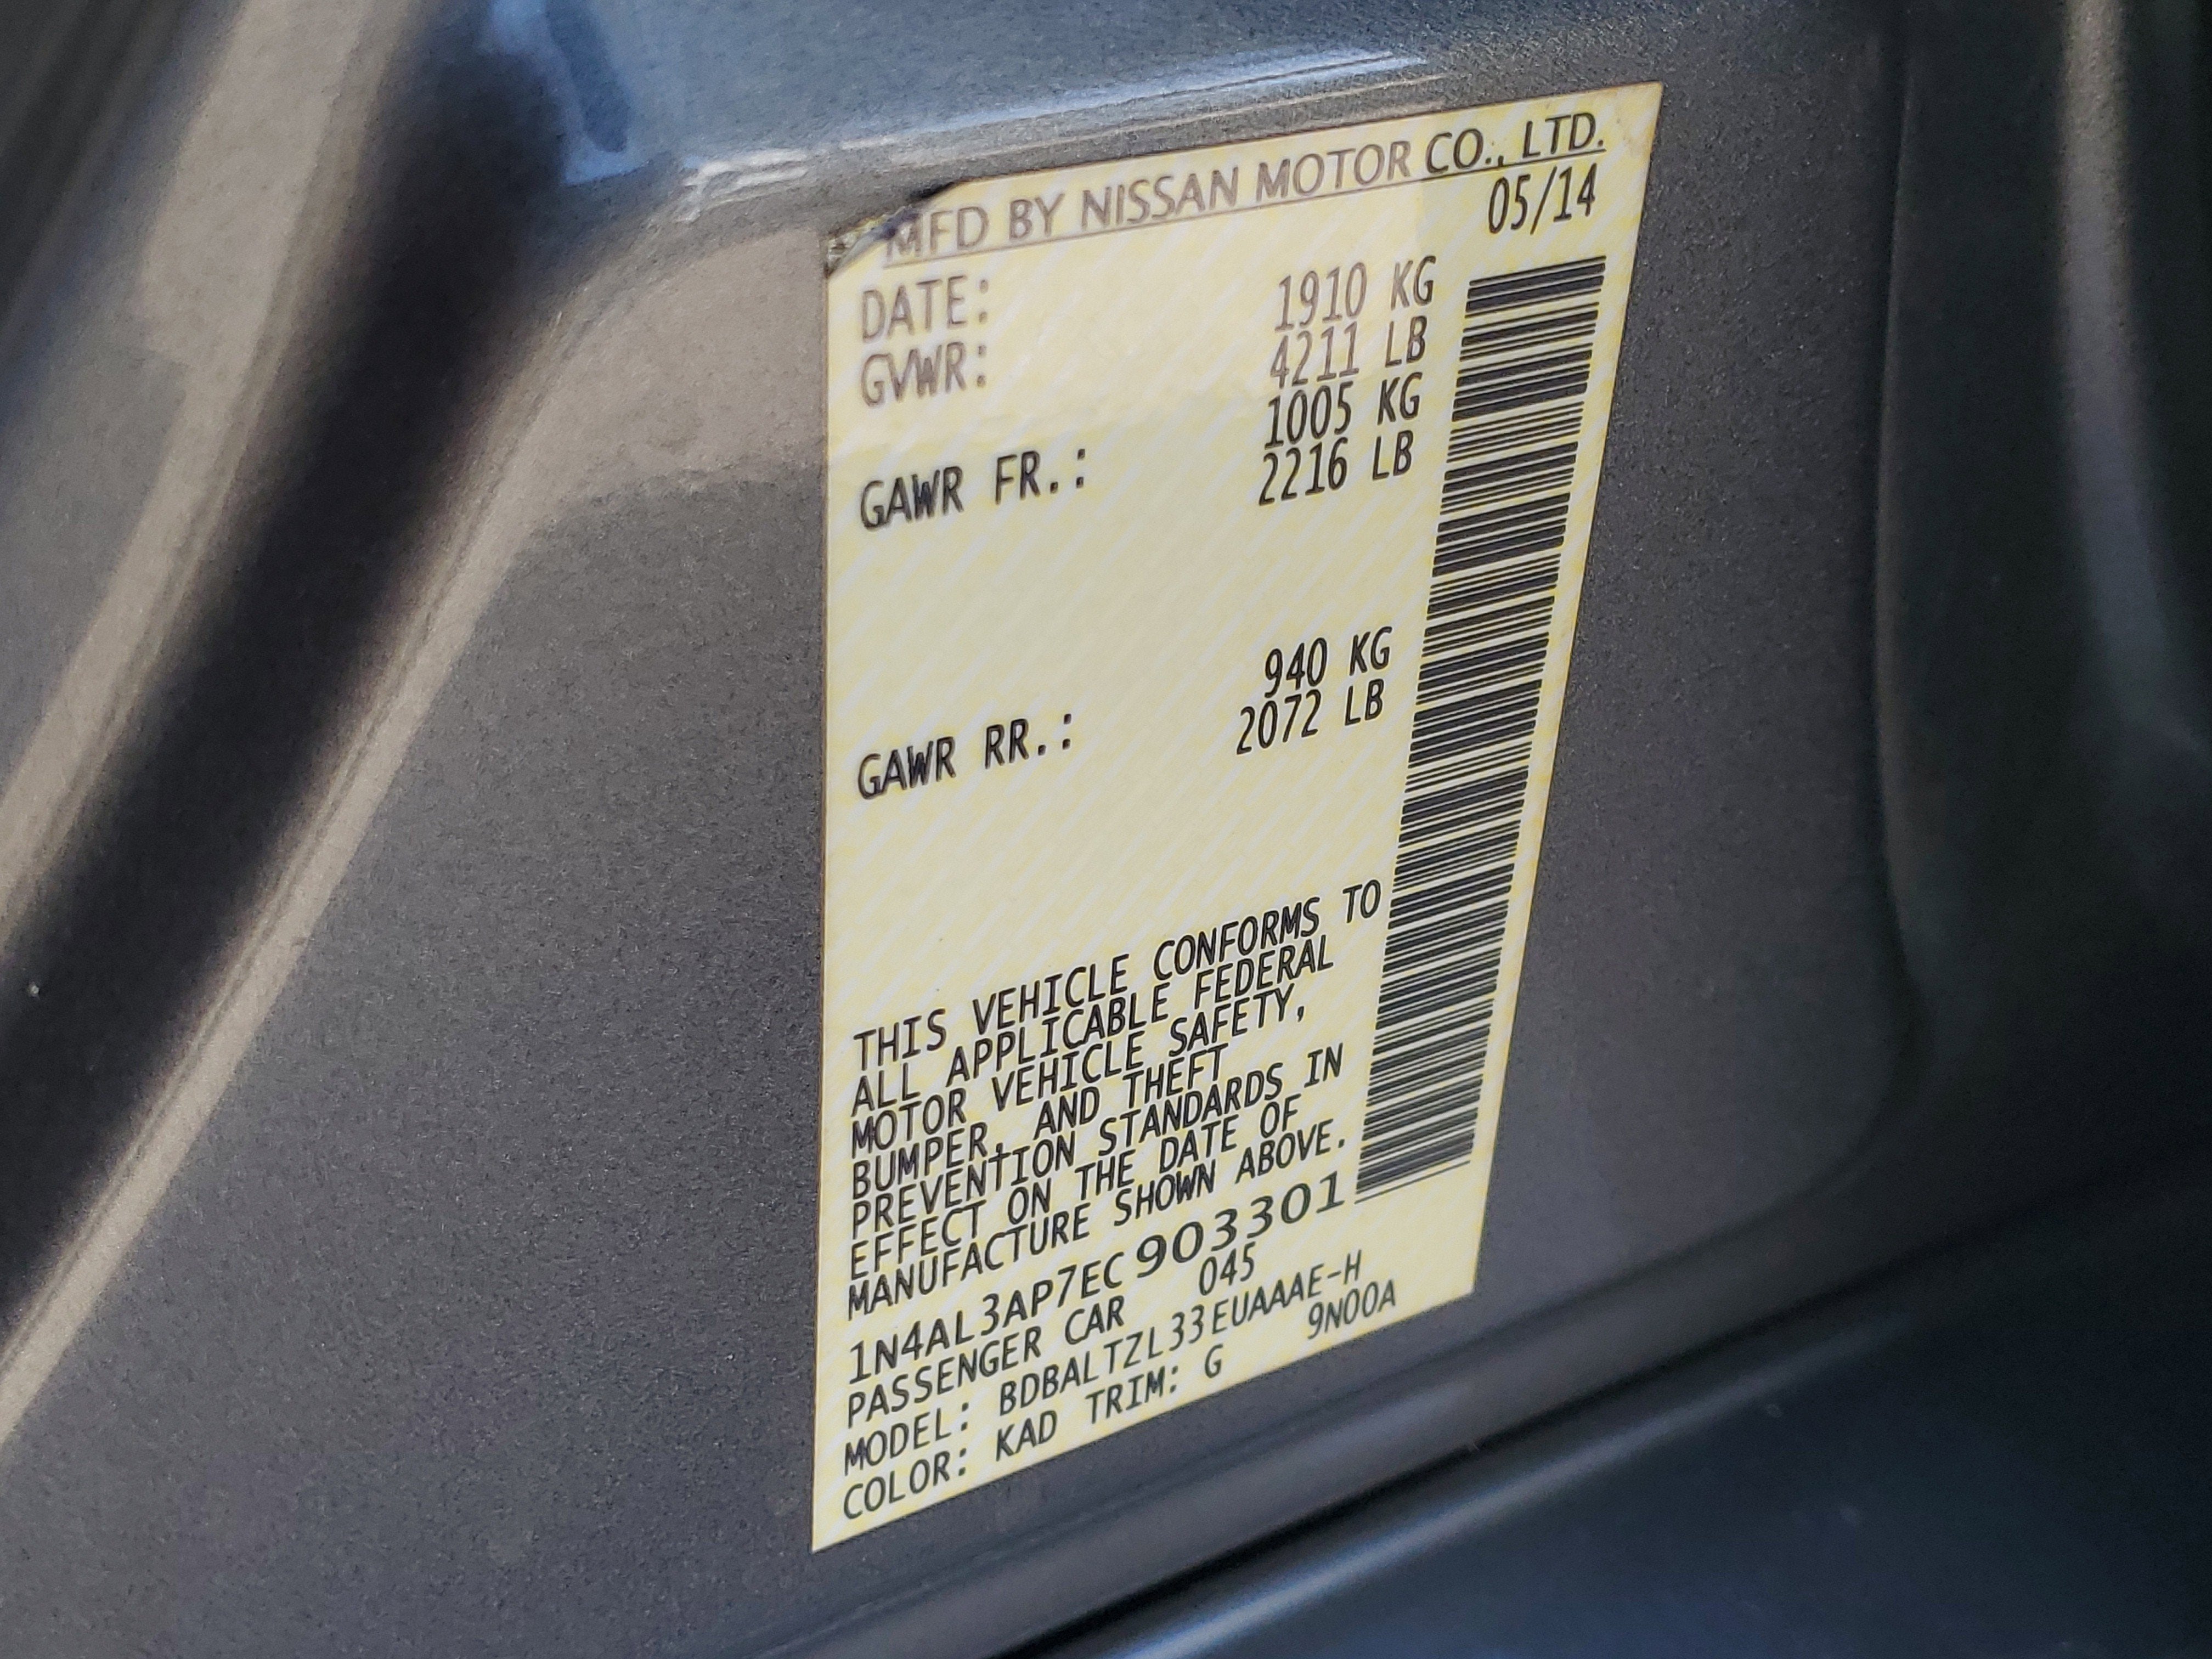 MFD BY NISSAN MOTOR CO., LTD.
DATE: 05/14
GVWR: 1910 KG
4211 LB
GAWR FR.: 1005 KG
2216 LB
GAWR RR.: 940 KG
2072 LB
THIS VEHICLE CONFORMS TO
ALL APPLICABLE FEDERAL
MOTOR VEHICLE SAFETY,
BUMPER, AND THEFT
PREVENTION STANDARDS IN
EFFECT ON THE DATE OF
MANUFACTURE SHOWN ABOVE.
1N4AL3AP7EC903301
PASSENGER CAR 045
MODEL: BDBALTZL33EUAAAE-H
COLOR: KAD TRIM: G 9N00A